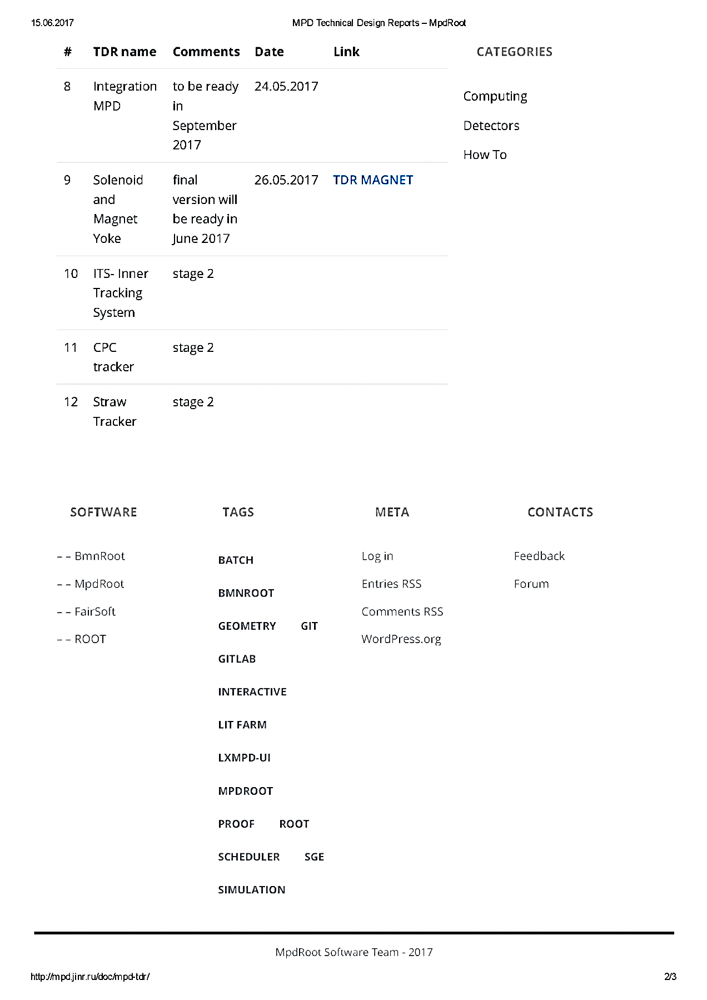 15.06.2017 MPD Technical Design Reports – MpdRoot
# TDR name Comments Date Link
8 Integration to be ready 24.05.2017
MPD in
September
2017
9 Solenoid final 26.05.2017 TDR MAGNET
and version will
Magnet be ready in
Yoke June 2017
10 ITS- Inner stage 2
Tracking
System
11 CPC stage 2
tracker
12 Straw stage 2
Tracker
CATEGORIES
Computing
Detectors
How To
SOFTWARE
– – BmnRoot
– – MpdRoot
– – FairSoft
– – ROOT
TAGS
BATCH
BMNROOT
GEOMETRY GIT
GITLAB
INTERACTIVE
LIT FARM
LXMPD-UI
MPDROOT
PROOF ROOT
SCHEDULER SGE
SIMULATION
META
Log in
Entries RSS
Comments RSS
WordPress.org
CONTACTS
Feedback
Forum
MpdRoot Software Team - 2017
http://mpd.jinr.ru/doc/mpd-tdr/ 2/3